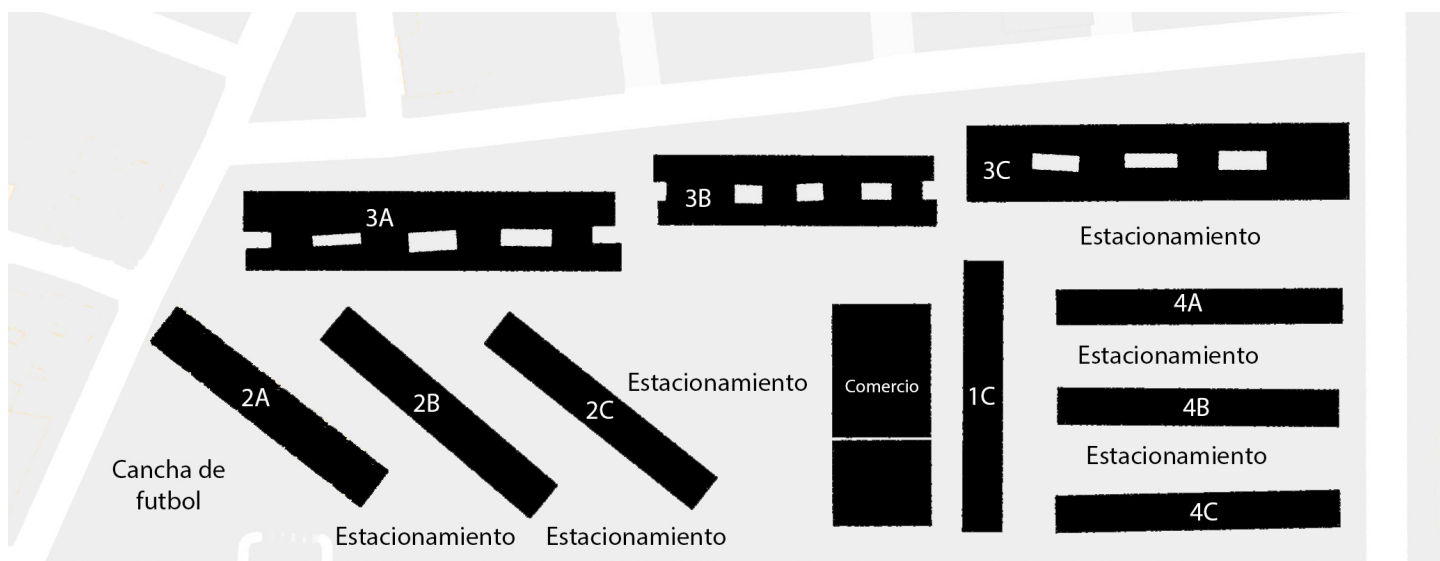 3C
3B
3A
Estacionamiento
4A
Estacionamiento
Comercio
1C
2A
2B
2C
Estacionamiento
4B
Estacionamiento
Cancha de
futbol
4C
Estacionamiento
Estacionamiento